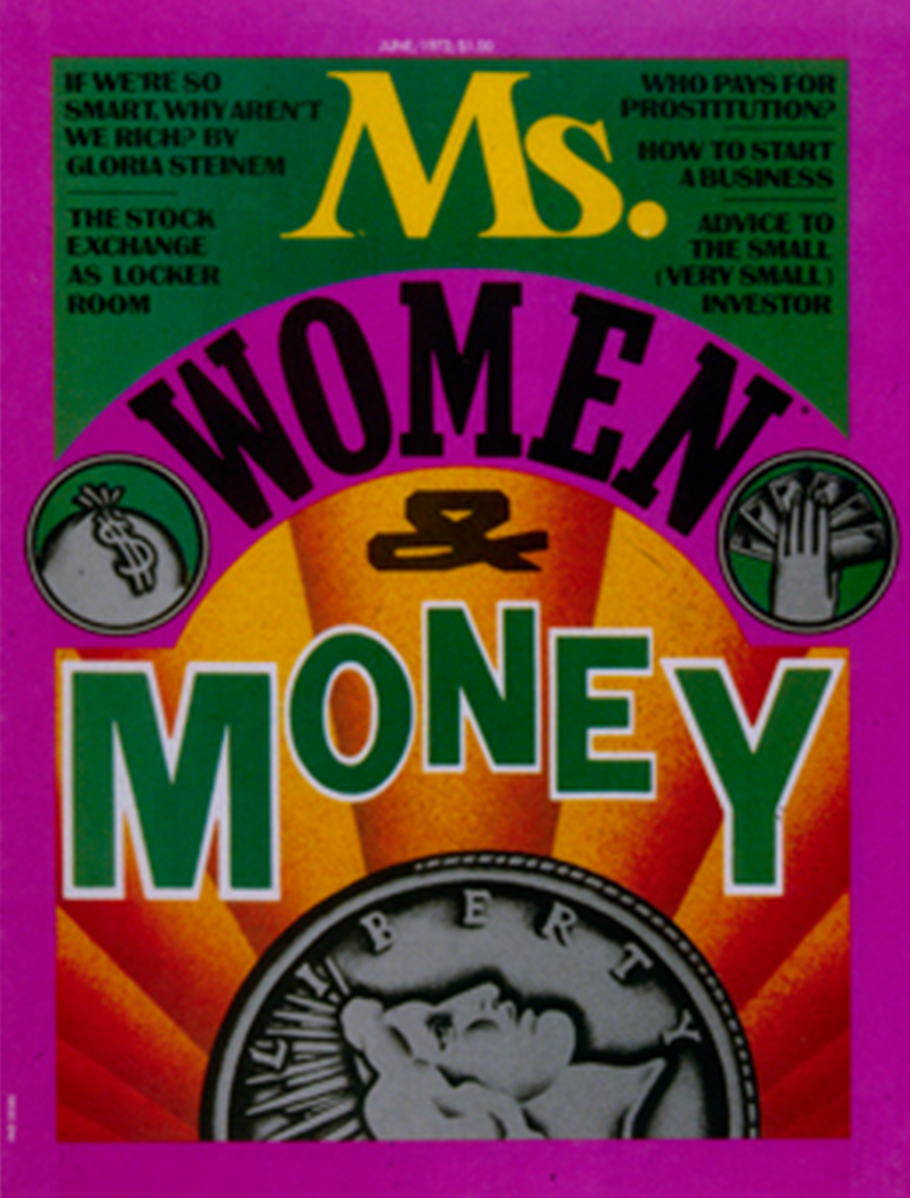 JUNE, 1973, $1.00
Ms.
IF WE'RE SO
SMART, WHY AREN'T
WE RICH? BY
GLORIA STEINEM
THE STOCK
EXCHANGE
AS LOCKER
ROOM
WHO PAYS FOR
PROSTITUTION?
HOW TO START
A BUSINESS
ADVICE TO
THE SMALL
(VERY SMALL)
INVESTOR
WOMEN
&
MONEY
$
LIBERTY